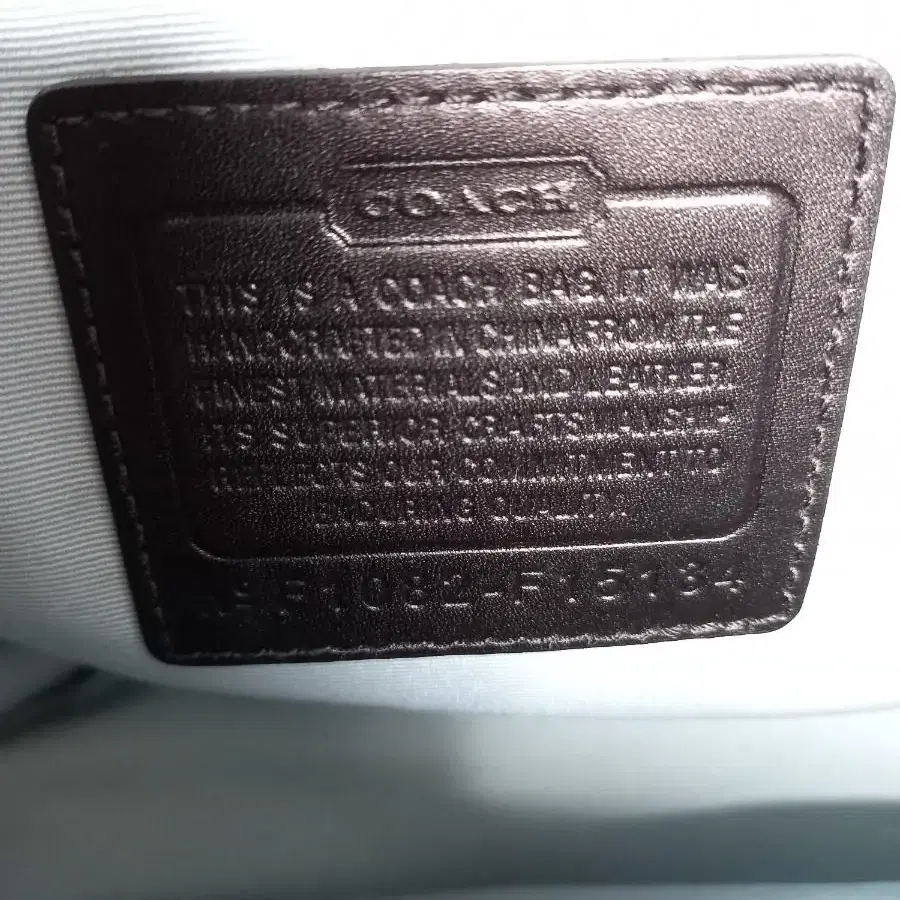 COACH
THIS IS A COACH BAG. IT WAS
HANDCRAFTED IN CHINA FROM THE
FINEST MATERIALS AND LEATHER.
ITS SUPERIOR CRAFTSMANSHIP
REFLECTS OUR COMMITMENT TO
ENDURING QUALITY.
F1082-F15184